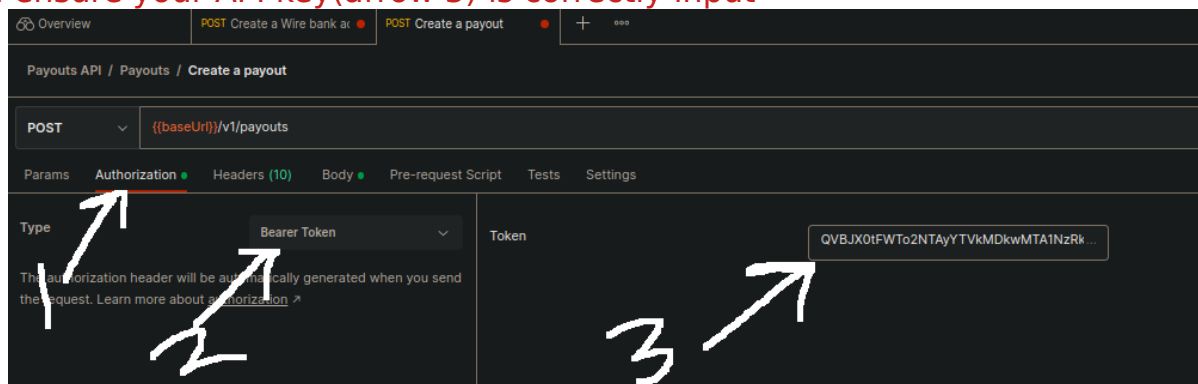 ensure your API key(arrow 3) is correctly input
Overview POST Create a Wire bank ac POST Create a payout + ooo
Payouts API / Payouts / Create a payout
POST {{baseUrl}}/v1/payouts
Params Authorization Headers (10) Body Pre-request Script Tests Settings
Type Bearer Token Token QVBJX0tFWTo2NTAyYTVkMDkwMTA1NzRk...
The authorization header will be automatically generated when you send
the request. Learn more about authorization ↗
1 2 3